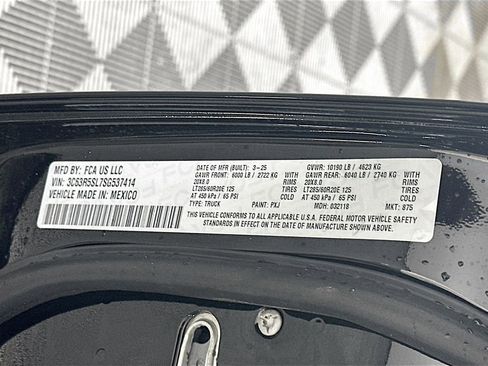 MFD BY: FCA US LLC
VIN: 3C63R5SL7SG537414
VEHICLE MADE IN: MEXICO
DATE OF MFR (BUILT): 3-25 GVWR: 10190 LB / 4623 KG
GAWR FRONT: 6000 LB / 2722 KG GAWR REAR: 6040 LB / 2740 KG
20X8.0 TIRES 20X8.0 TIRES
LT285/60R20E 125 LT285/60R20E 125
AT 450 kPa / 65 PSI COLD AT 450 kPa / 65 PSI COLD
THIS VEHICLE CONFORMS TO ALL APPLICABLE U.S.A. FEDERAL MOTOR VEHICLE SAFETY
STANDARDS IN EFFECT ON THE DATE OF MANUFACTURE SHOWN ABOVE.
TYPE: TRUCK PAINT: PXJ MDH: 032118 MKT: 875